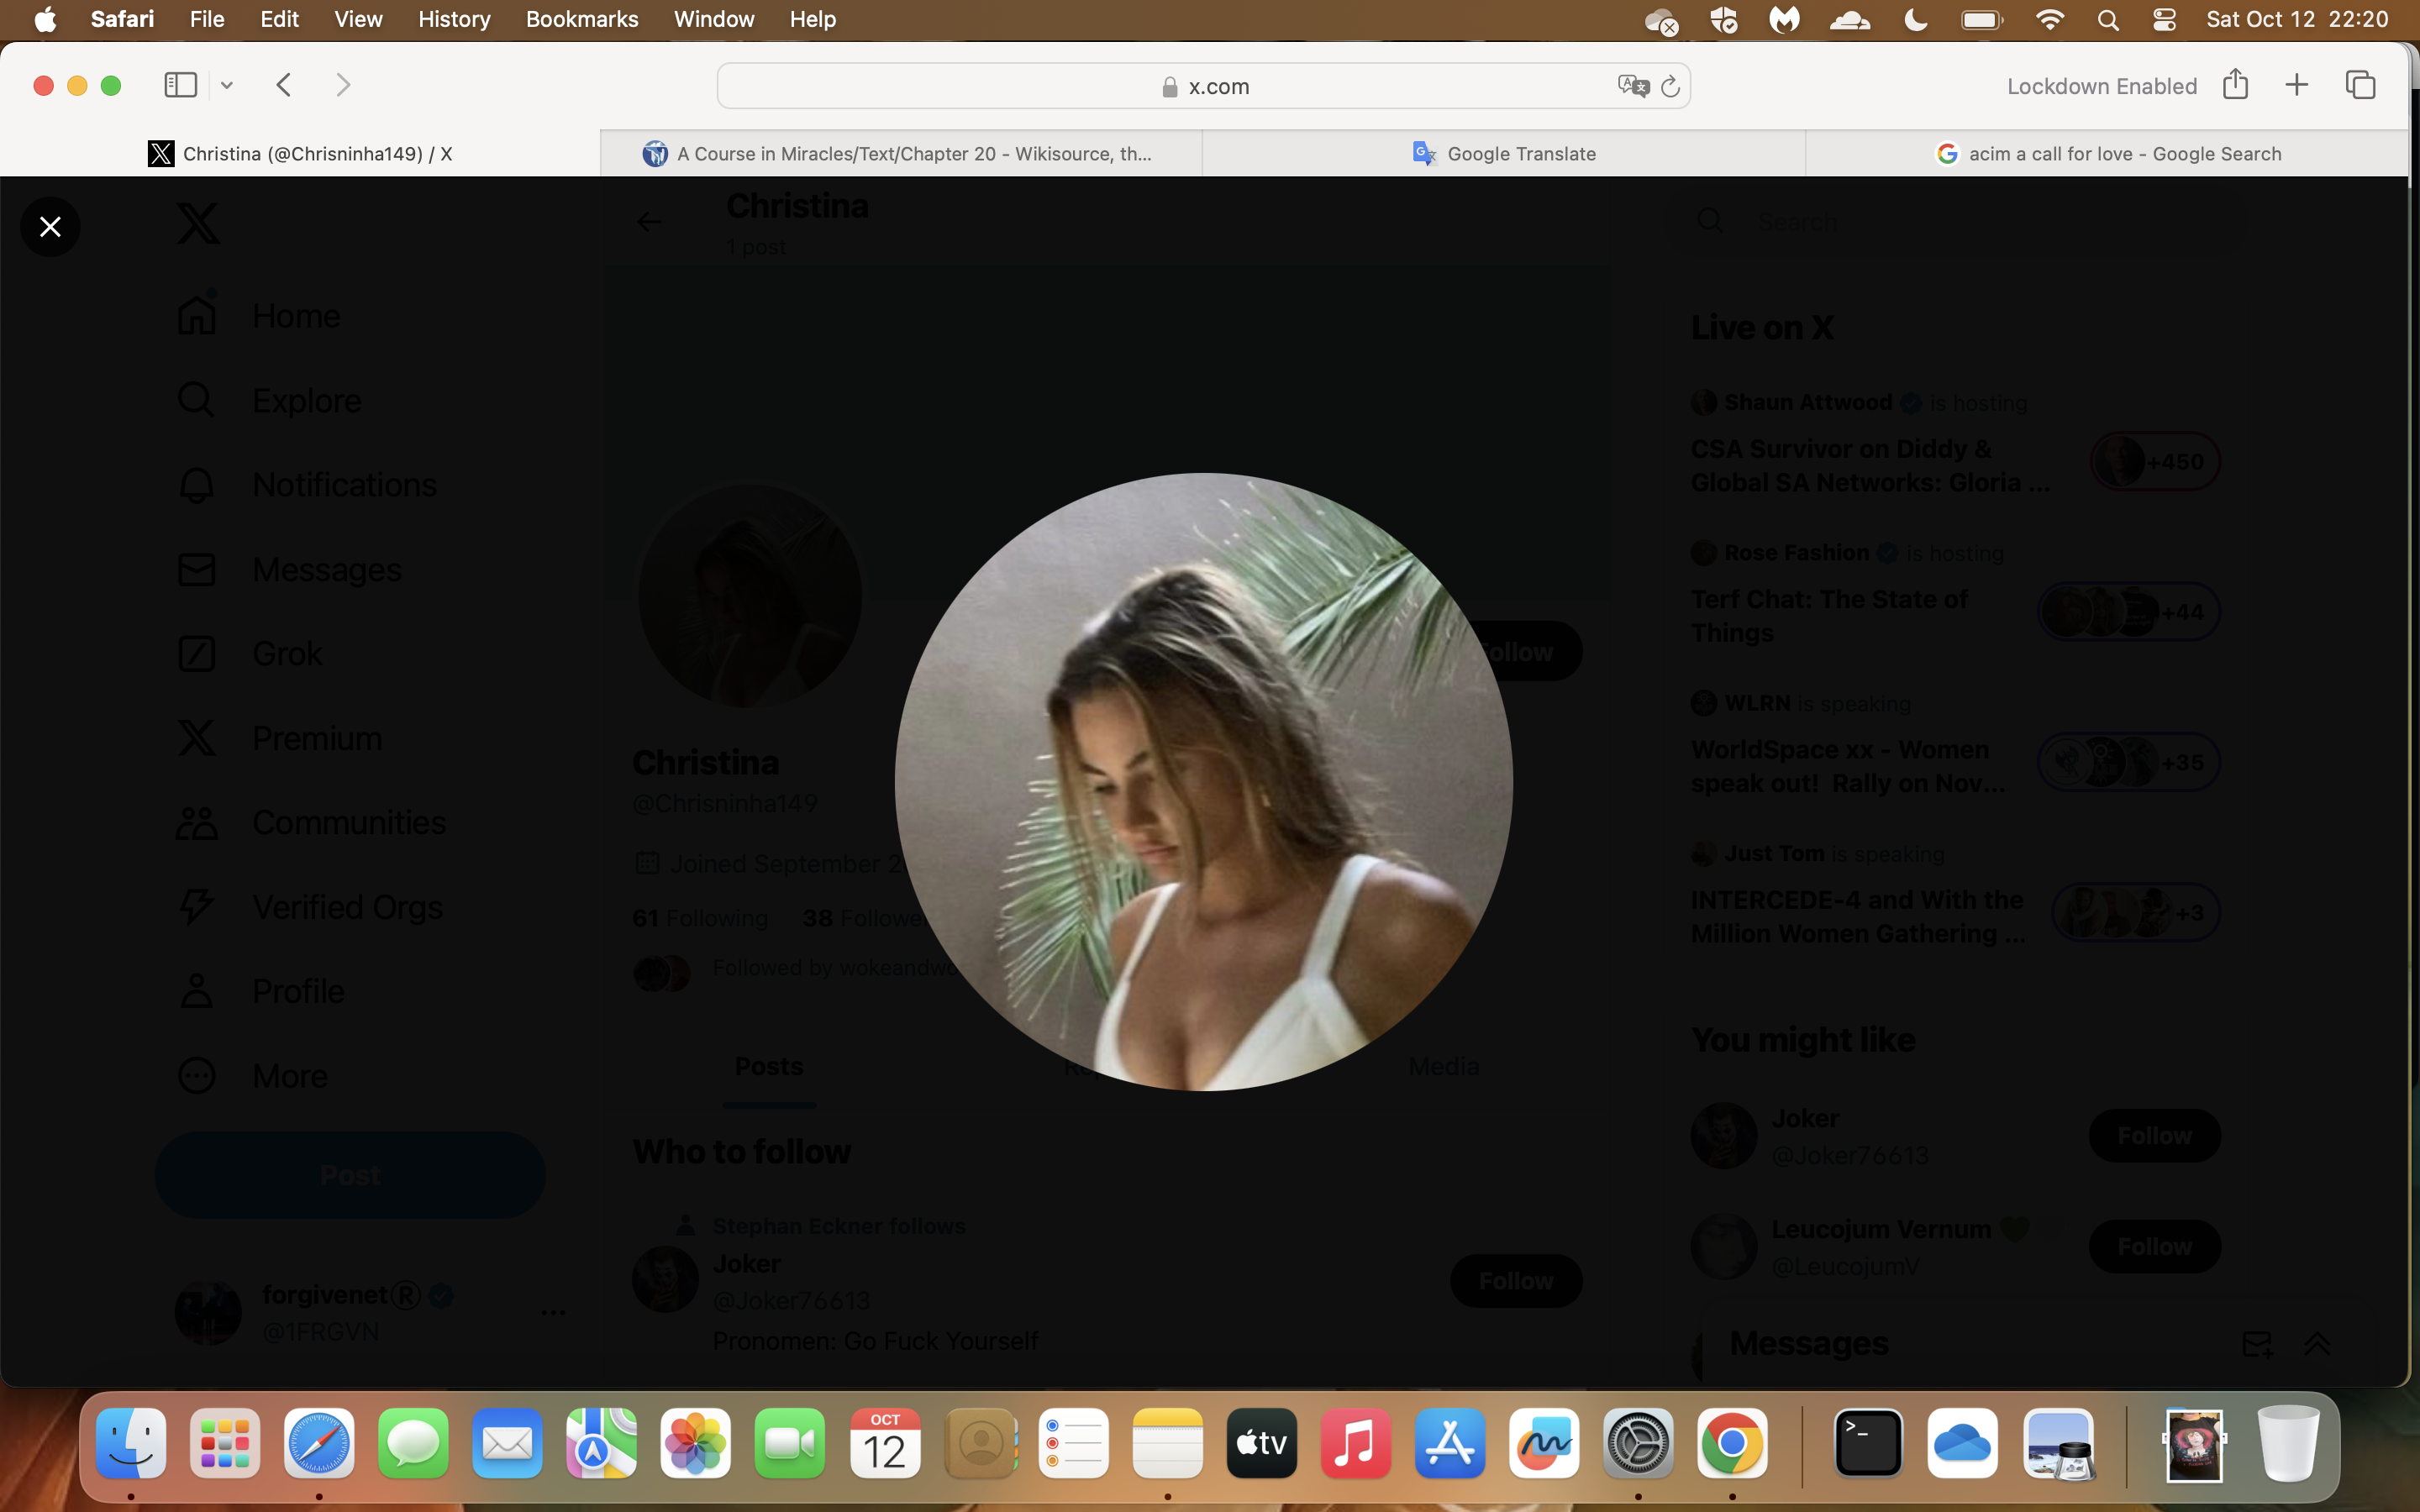 Safari File Edit View History Bookmarks Window Help
Sat Oct 12 22:20
x.com
Lockdown Enabled
Christina (@Chrisninha149) / X
A Course in Miracles/Text/Chapter 20 - Wikisource, th...
Google Translate
acim a call for love - Google Search
Home
Explore
Notifications
Messages
Grok
Premium
Communities
Verified Orgs
Profile
More
Post
forgivenet®
@1FRGVN
Christina
1 post
Follow
Christina
@Chrisninha149
Joined September 2
61 Following 38 Followe
Followed by wokeandwo
Posts
Media
Who to follow
Stephan Eckner follows
Joker
@Joker76613
Follow
Pronomen: Go Fuck Yourself
Search
Live on X
Shaun Attwood is hosting
CSA Survivor on Diddy &
Global SA Networks: Gloria ...
+450
Rose Fashion is hosting
Terf Chat: The State of
Things
+44
WLRN is speaking
WorldSpace xx - Women
speak out! Rally on Nov...
+35
Just Tom is speaking
INTERCEDE-4 and With the
Million Women Gathering ...
+3
You might like
Joker
@Joker76613
Follow
Leucojum Vernum
@LeucojumV
Follow
Messages
OCT
12
tv